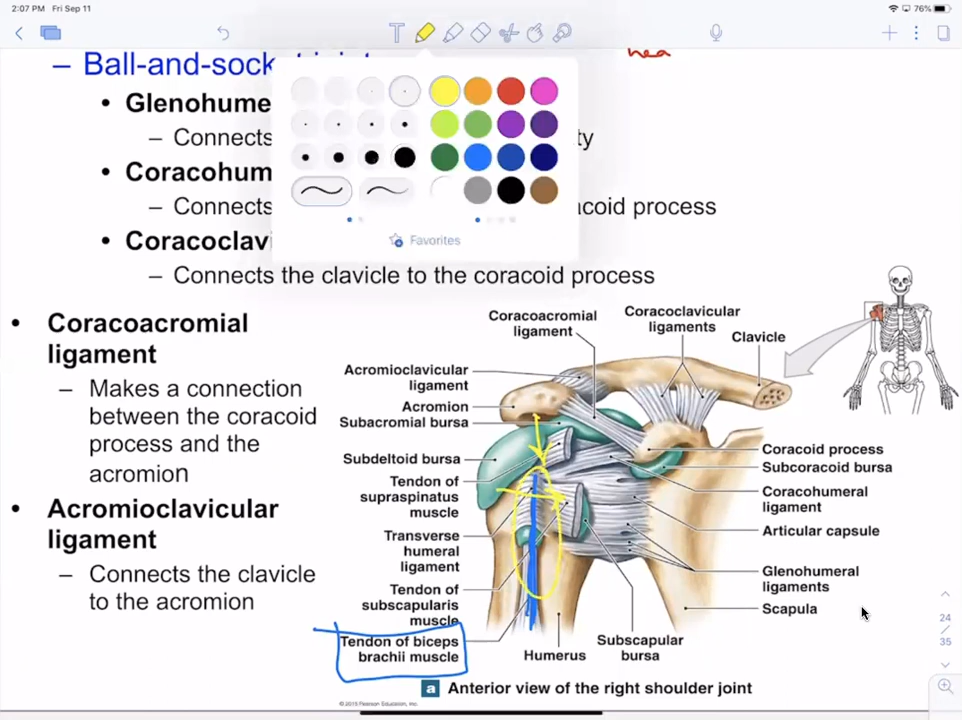 2:07 PM Fri Sep 11
76%
hea
– Ball-and-sock
• Glenohume
– Connects
ty
• Coracohum
– Connects
acoid process
• Coracoclavi
– Connects the clavicle to the coracoid process
Favorites
• Coracoacromial
ligament
– Makes a connection
between the coracoid
process and the
acromion
• Acromioclavicular
ligament
– Connects the clavicle
to the acromion
Coracoacromial
ligament
Coracoclavicular
ligaments
Clavicle
Acromioclavicular
ligament
Acromion
Subacromial bursa
Subdeltoid bursa
Tendon of
supraspinatus
muscle
Transverse
humeral
ligament
Tendon of
subscapularis
muscle
Tendon of biceps
brachii muscle
Humerus
Subscapular
bursa
Coracoid process
Subcoracoid bursa
Coracohumeral
ligament
Articular capsule
Glenohumeral
ligaments
Scapula
24
/
35
a Anterior view of the right shoulder joint
© 2015 Pearson Education, Inc.